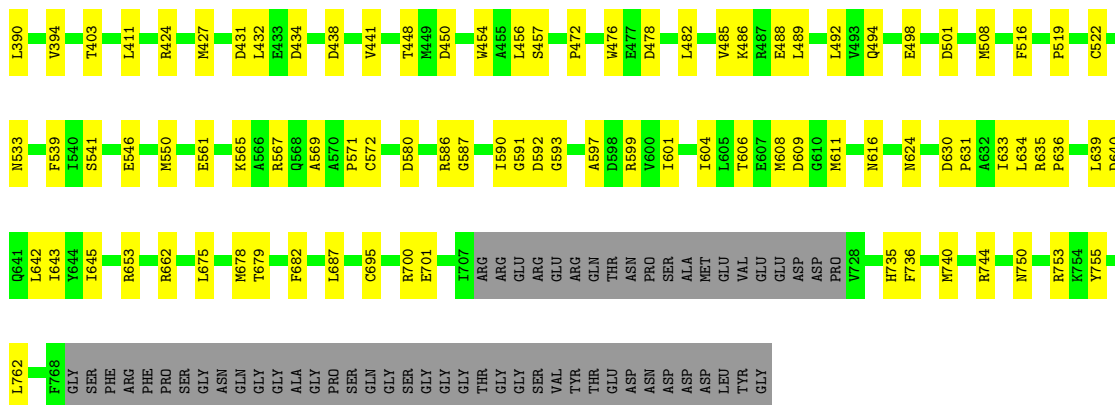 L390 V394 T403 L411 R424 M427 D431 L432 E433 D434 D438 V441 T448 M449 D450 W454 A455 L456 S457 P472 W476 E477 D478 L482 V485 K486 R487 E488 L489 L492 V493 Q494 E498 D501 M508 F516 P519 C522
N533 F539 I540 S541 E546 M550 E561 K565 A566 R567 Q568 A569 A570 P571 C572 D580 R586 G587 I590 G591 D592 G593 A597 D598 R599 V600 I601 I604 L605 T606 E607 M608 D609 G610 M611 N616 N624 D630 P631 A632 I633 L634 R635 P636 L639
Q641 L642 I643 Y644 I645 R653 R662 L675 M678 T679 F682 L687 C695 R700 E701 I707 ARG ARG GLU ARG GLU ARG GLN THR ASN PRO SER ALA MET GLU VAL GLU GLU ASP ASP PRO V728 H735 F736 M740 R744 N750 R753 K754 Y755
L762 F768 GLY SER PHE ARG PHE PRO SER GLY ASN GLN GLY GLY ALA GLY PRO SER GLN GLY SER GLY GLY GLY THR GLY GLY SER VAL TYR THR GLU ASP ASN ASP ASP ASP LEU TYR GLY